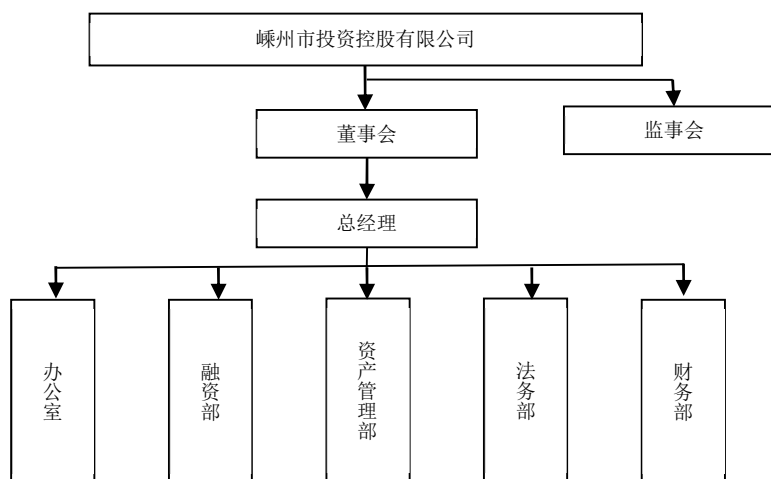 嵊州市投资控股有限公司
董事会
监事会
总经理
办公室
融资部
资产管理部
法务部
财务部